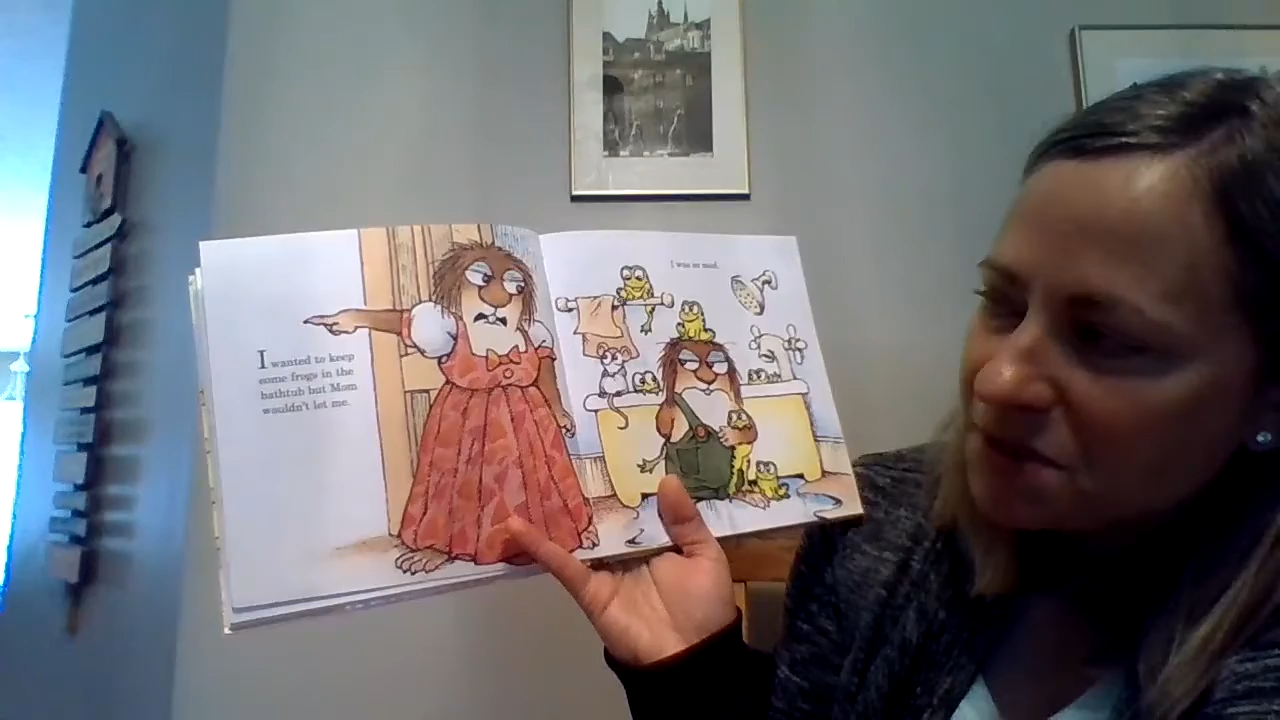 I wanted to keep
some frogs in the
bathtub but Mom
wouldn't let me.
I was so mad.